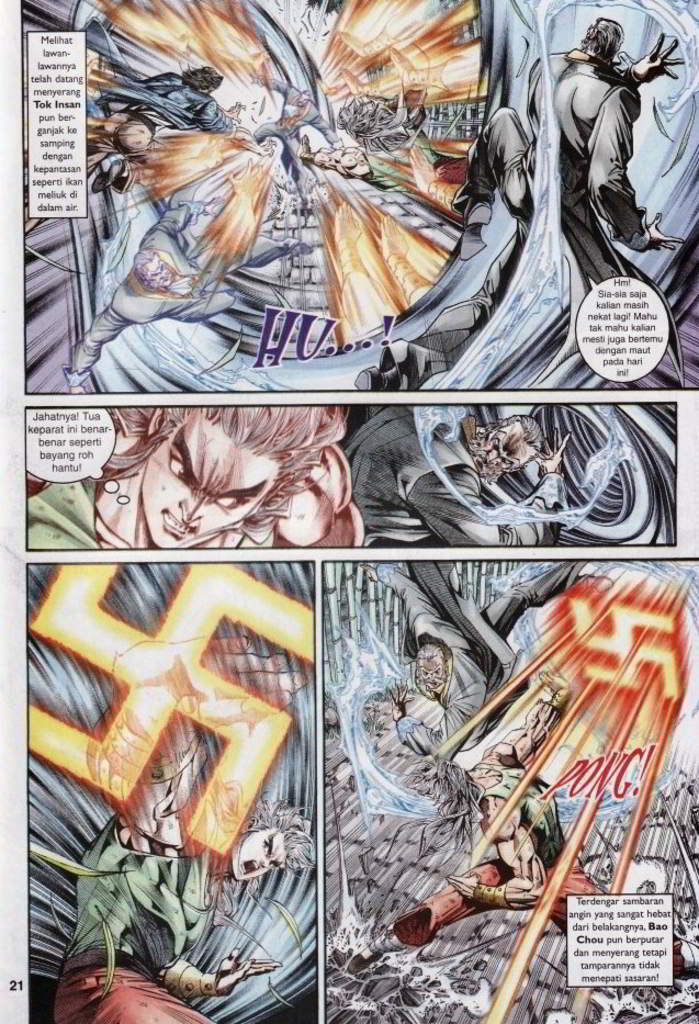 Melihat
lawan-
lawannya
telah datang
menyerang
Tok Insan
pun ber-
ganjak ke
samping
dengan
kepantasan
seperti ikan
meliuk di
dalam air.
HU....!
Hm!
Sia-sia saja
kalian masih
nekat lagi! Mahu
tak mahu kalian
mesti juga bertemu
dengan maut
pada hari
ini!
Jahatnya! Tua
keparat ini benar-
benar seperti
bayang roh
hantu!
PONG!
Terdengar sambaran
angin yang sangat hebat
dari belakangnya, Bao
Chou pun berputar
dan menyerang tetapi
tamparannya tidak
menepati sasaran!
21